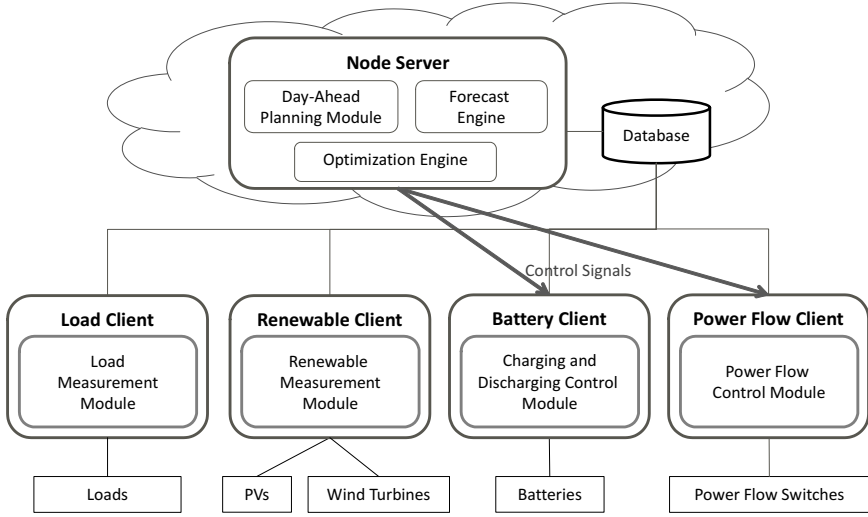 Node Server
Day-Ahead
Planning Module
Forecast
Engine
Optimization Engine
Database
Control Signals
Load Client
Load
Measurement
Module
Renewable Client
Renewable
Measurement
Module
Battery Client
Charging and
Discharging Control
Module
Power Flow Client
Power Flow
Control Module
Loads
PVs
Wind Turbines
Batteries
Power Flow Switches